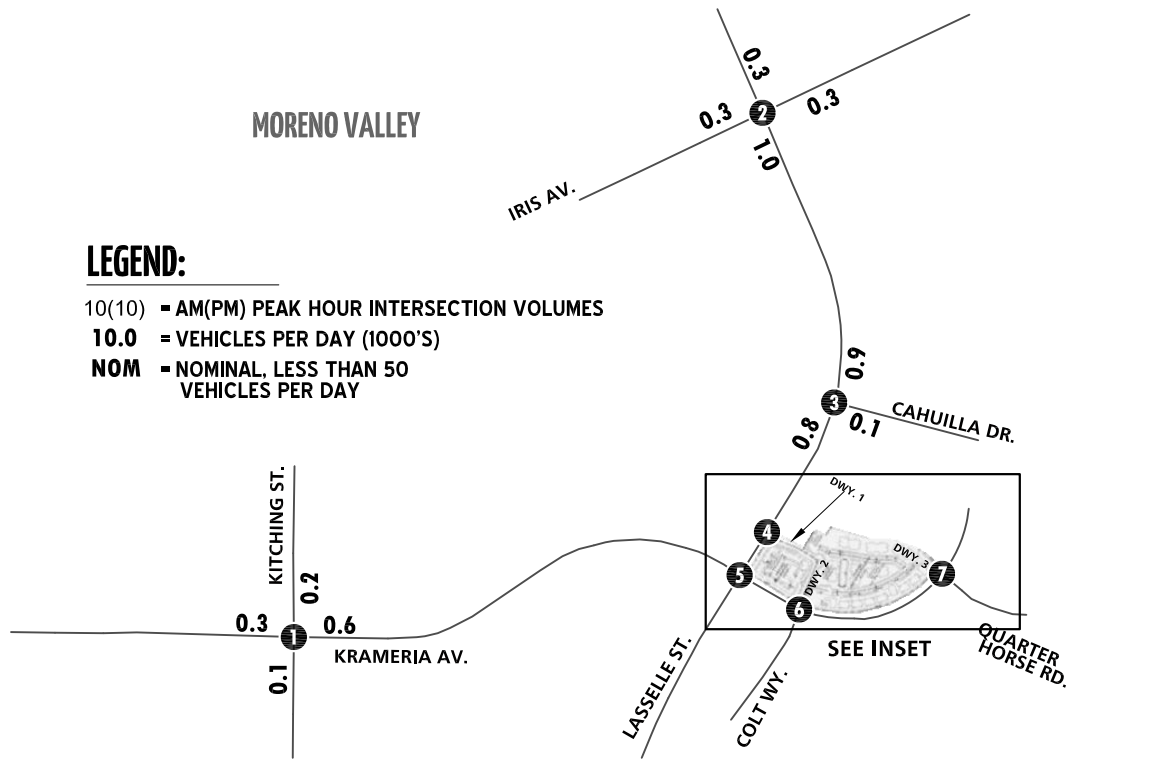 0.3
0.3
0.3
2
1.0
MORENO VALLEY
IRIS AV.
LEGEND:
10(10) = AM(PM) PEAK HOUR INTERSECTION VOLUMES
10.0 = VEHICLES PER DAY (1000'S)
NOM = NOMINAL, LESS THAN 50
VEHICLES PER DAY
0.9
3
CAHUILLA DR.
0.1
0.8
KITCHING ST.
DWY. 1
4
DWY. 3
5
DWY. 2
7
6
0.2
0.3
1
0.6
KRAMERIA AV.
0.1
SEE INSET
QUARTER
HORSE RD.
LASSELLE ST.
COLT WY.